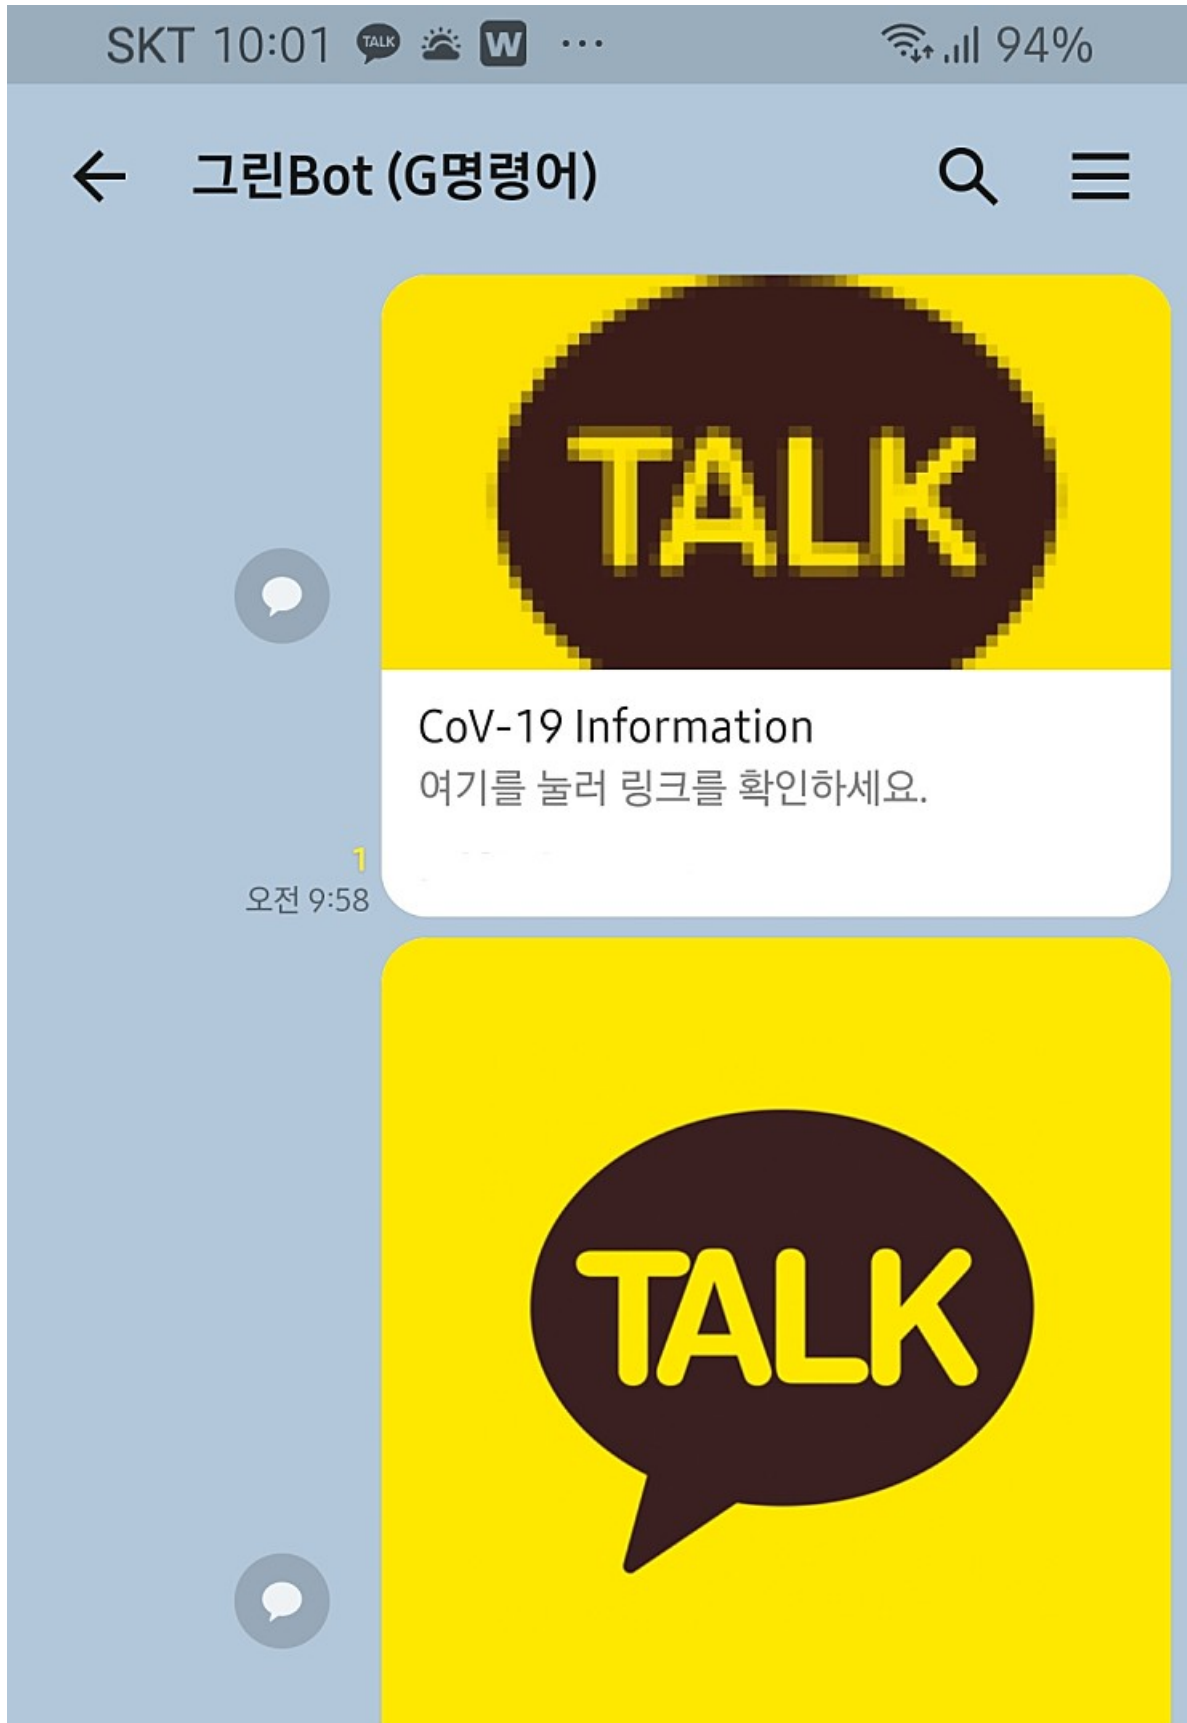 SKT 10:01 TALK W ... 94%
그린Bot (G명령어)
TALK
CoV-19 Information
여기를 눌러 링크를 확인하세요.
1
오전 9:58
TALK